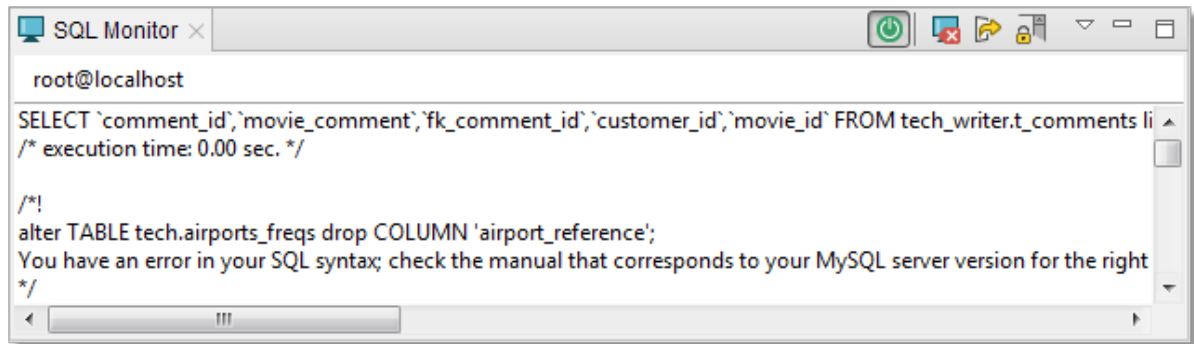 SQL Monitor
root@localhost
SELECT `comment_id`,`movie_comment`,`fk_comment_id`,`customer_id`,`movie_id` FROM tech_writer.t_comments li
/* execution time: 0.00 sec. */
/*!
alter TABLE tech.airports_freqs drop COLUMN 'airport_reference';
You have an error in your SQL syntax; check the manual that corresponds to your MySQL server version for the right
*/